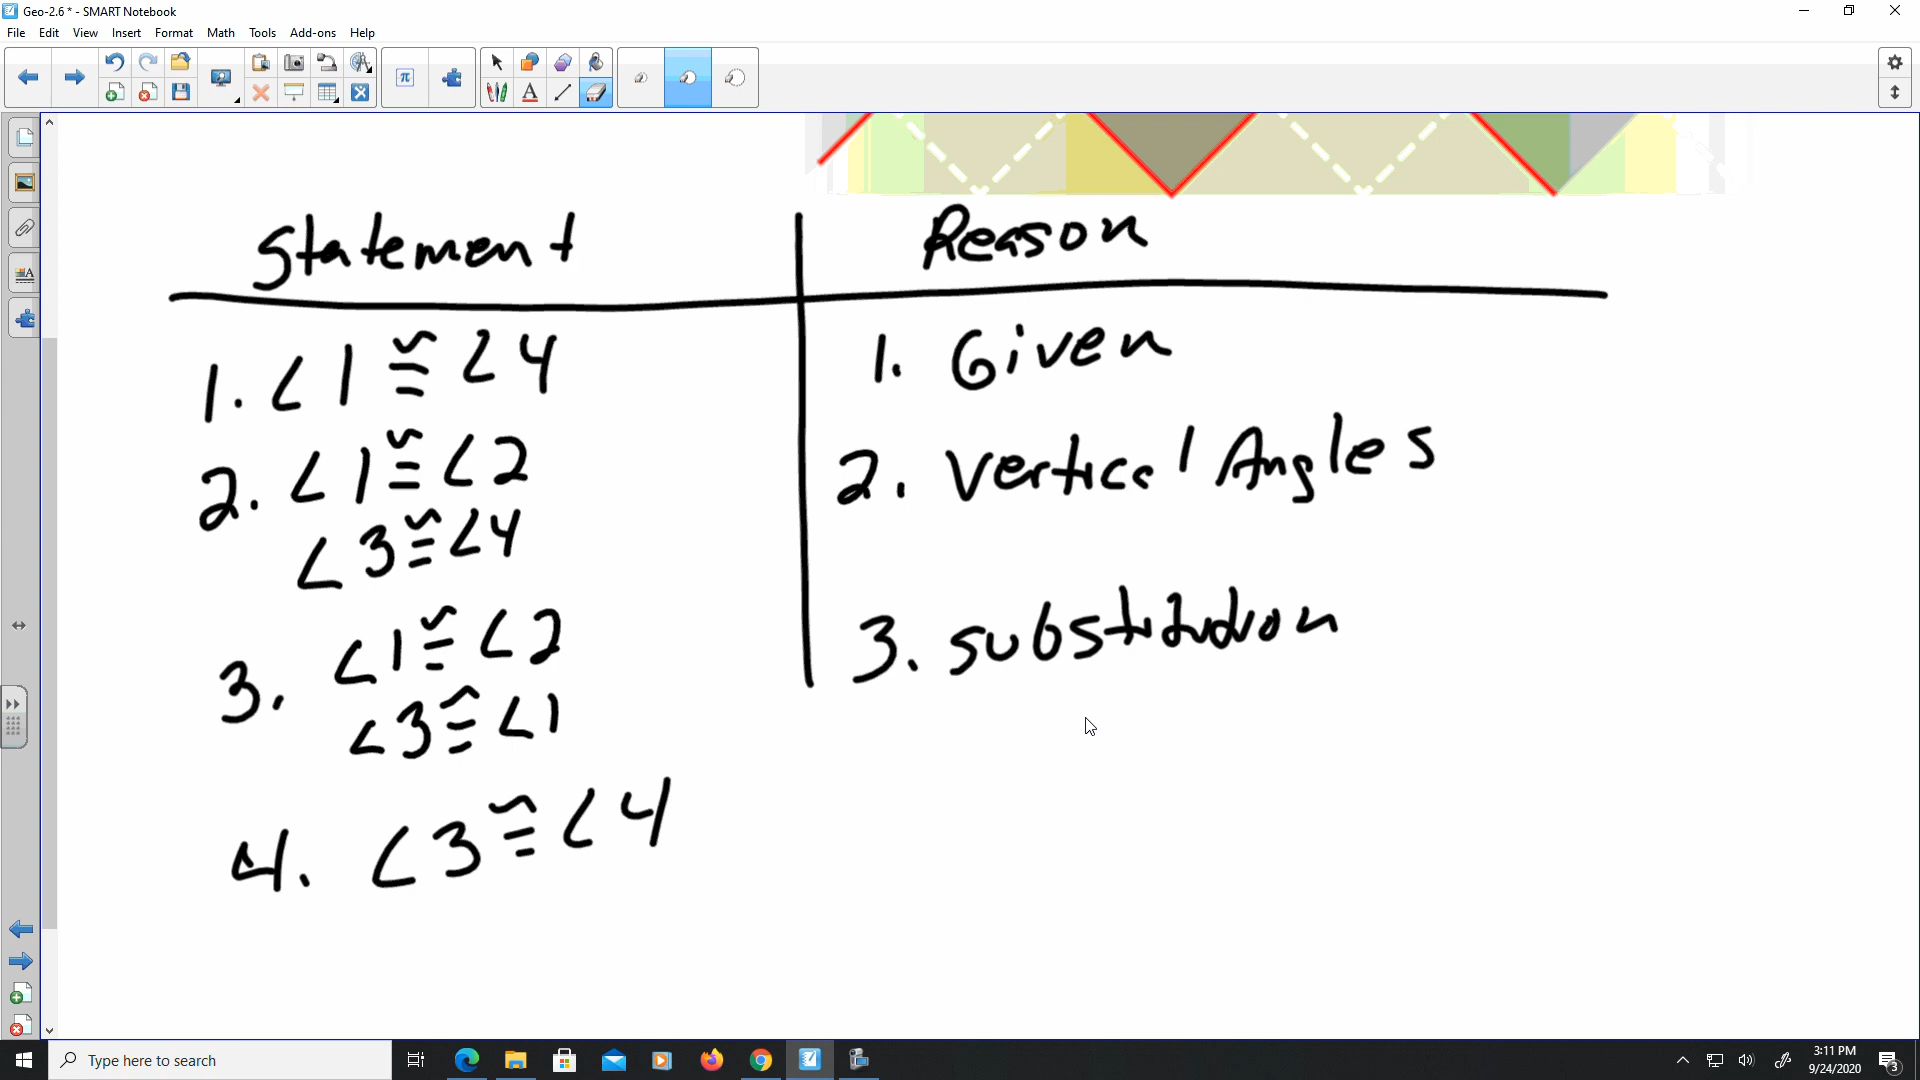 Geo-2.6 * - SMART Notebook
File Edit View Insert Format Math Tools Add-ons Help
Statement Reason
1. ∠1 ≅ ∠4 1. Given
2. ∠1 ≅ ∠2 2. Vertical Angles
∠3 ≅ ∠4
3. ∠1 ≅ ∠2 3. substitution
∠3 ≅ ∠1
4. ∠3 ≅ ∠4
Type here to search
3:11 PM
9/24/2020
3